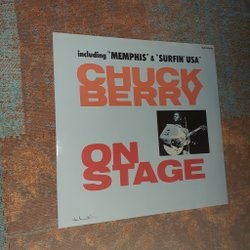 including "MEMPHIS" & "SURFIN' USA"
CHUCK
BERRY
ON
STAGE